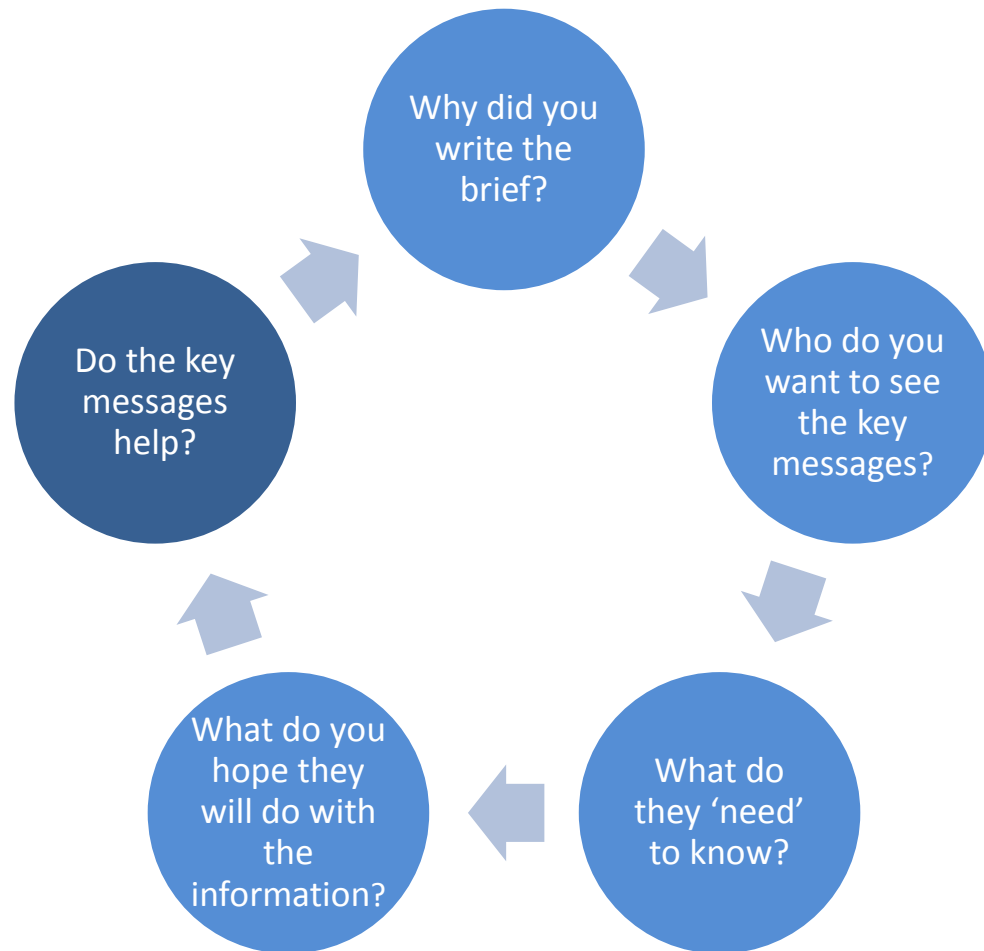 Why did you
write the
brief?
Who do you
want to see
the key
messages?
What do
they ‘need’
to know?
What do you
hope they
will do with
the
information?
Do the key
messages
help?